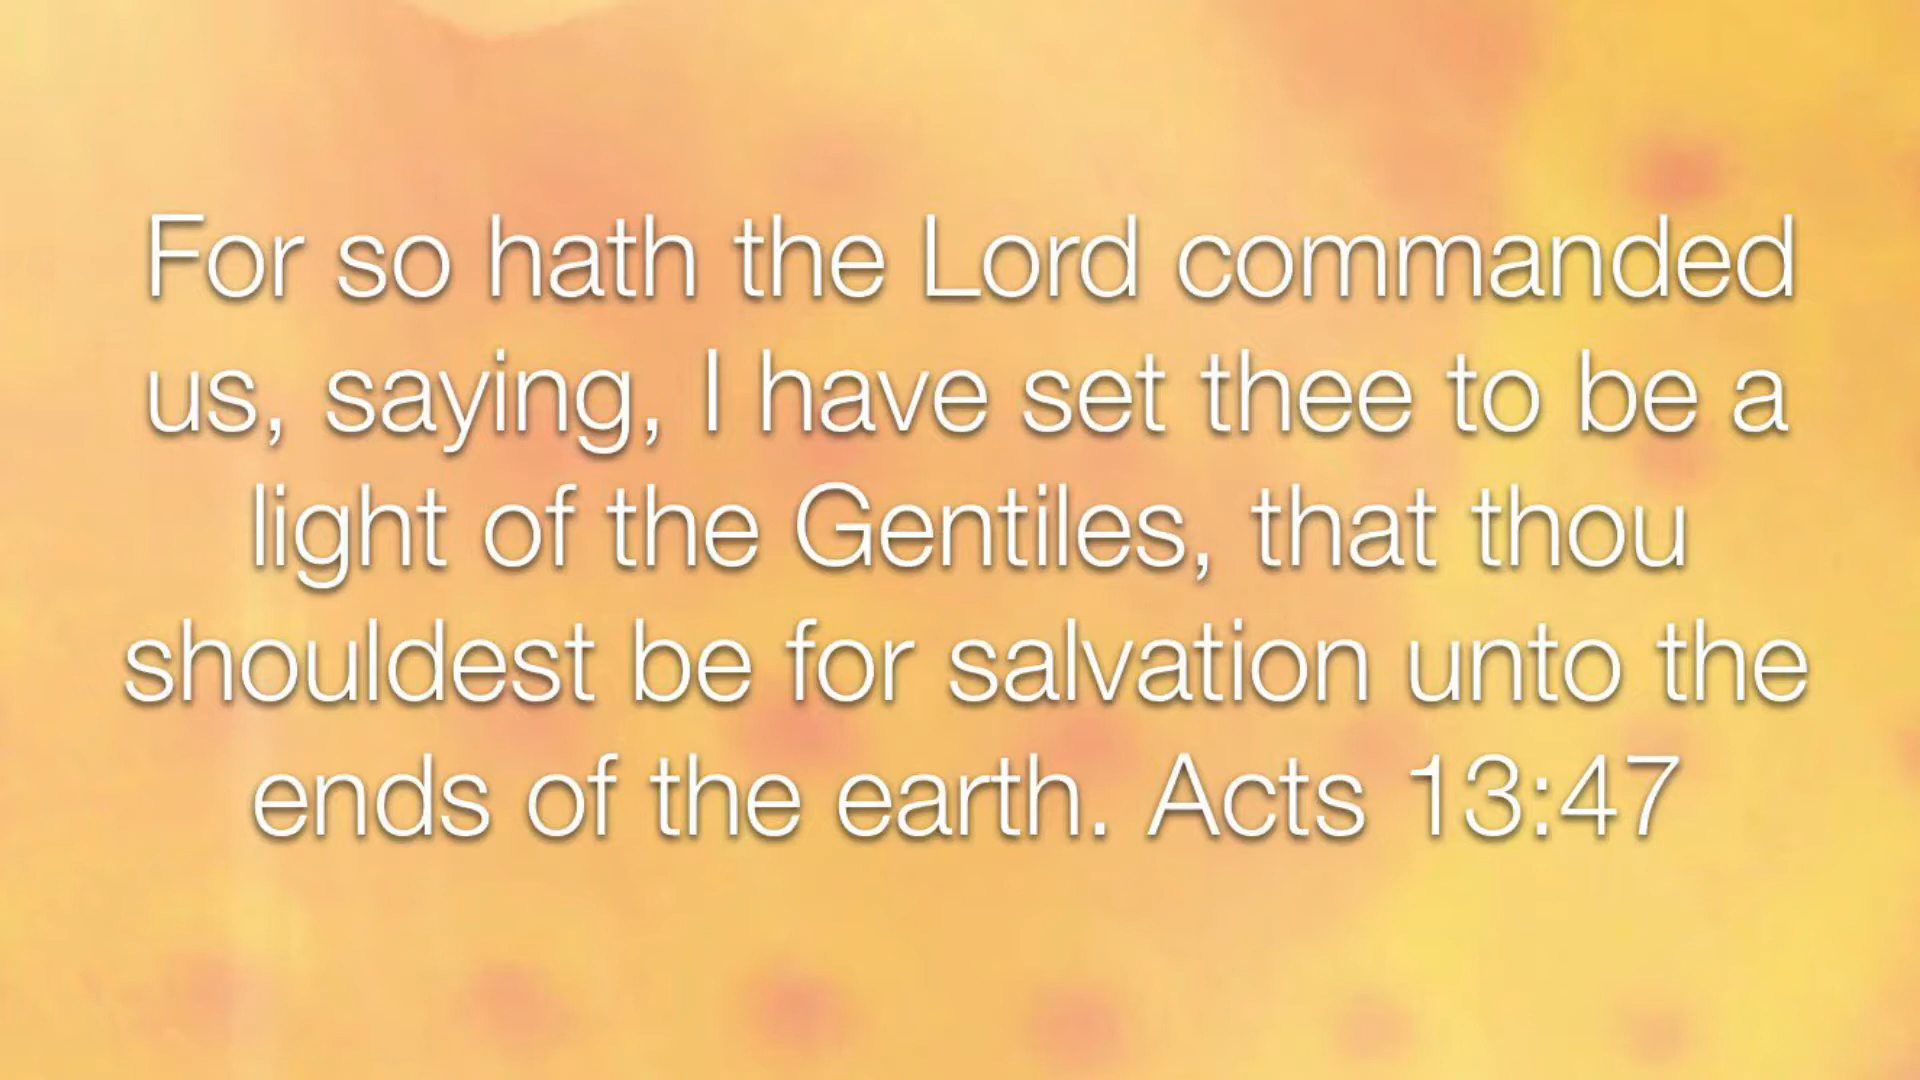 For so hath the Lord commanded
us, saying, I have set thee to be a
light of the Gentiles, that thou
shouldest be for salvation unto the
ends of the earth. Acts 13:47